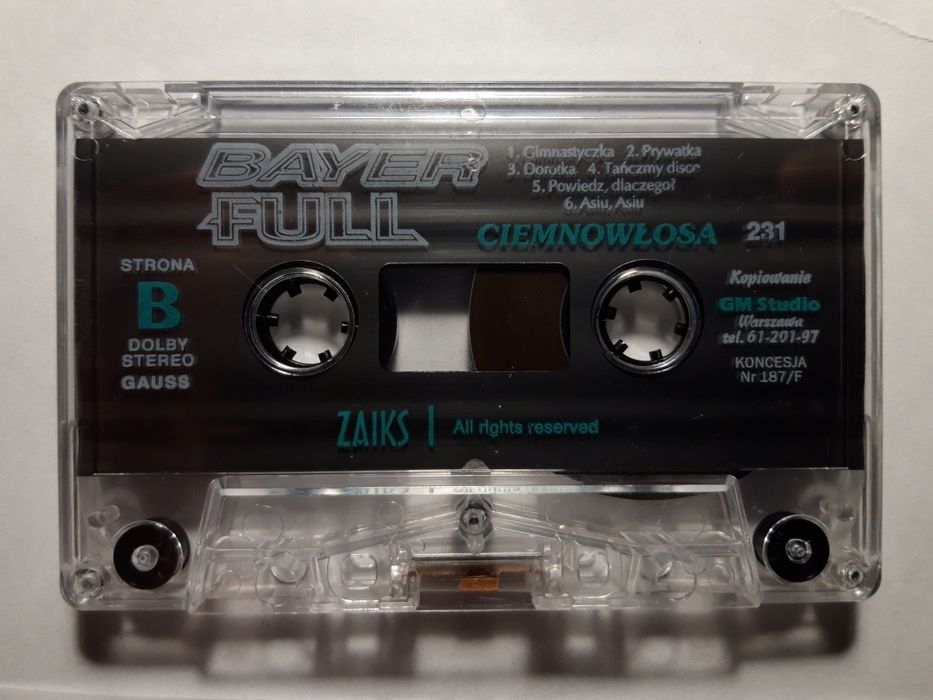 BAYER
FULL
1. Gimnastyczka 2. Prywatka
3. Dorotka 4. Tańczmy disco
5. Powiedz, dlaczego?
6. Asiu, Asiu
CIEMNOWŁOSA 231
STRONA
B
DOLBY
STEREO
GAUSS
Kopiowanie
GM Studio
Warszawa
tel. 61-201-97
KONCESJA
Nr 187/F
ZAIKS | All rights reserved